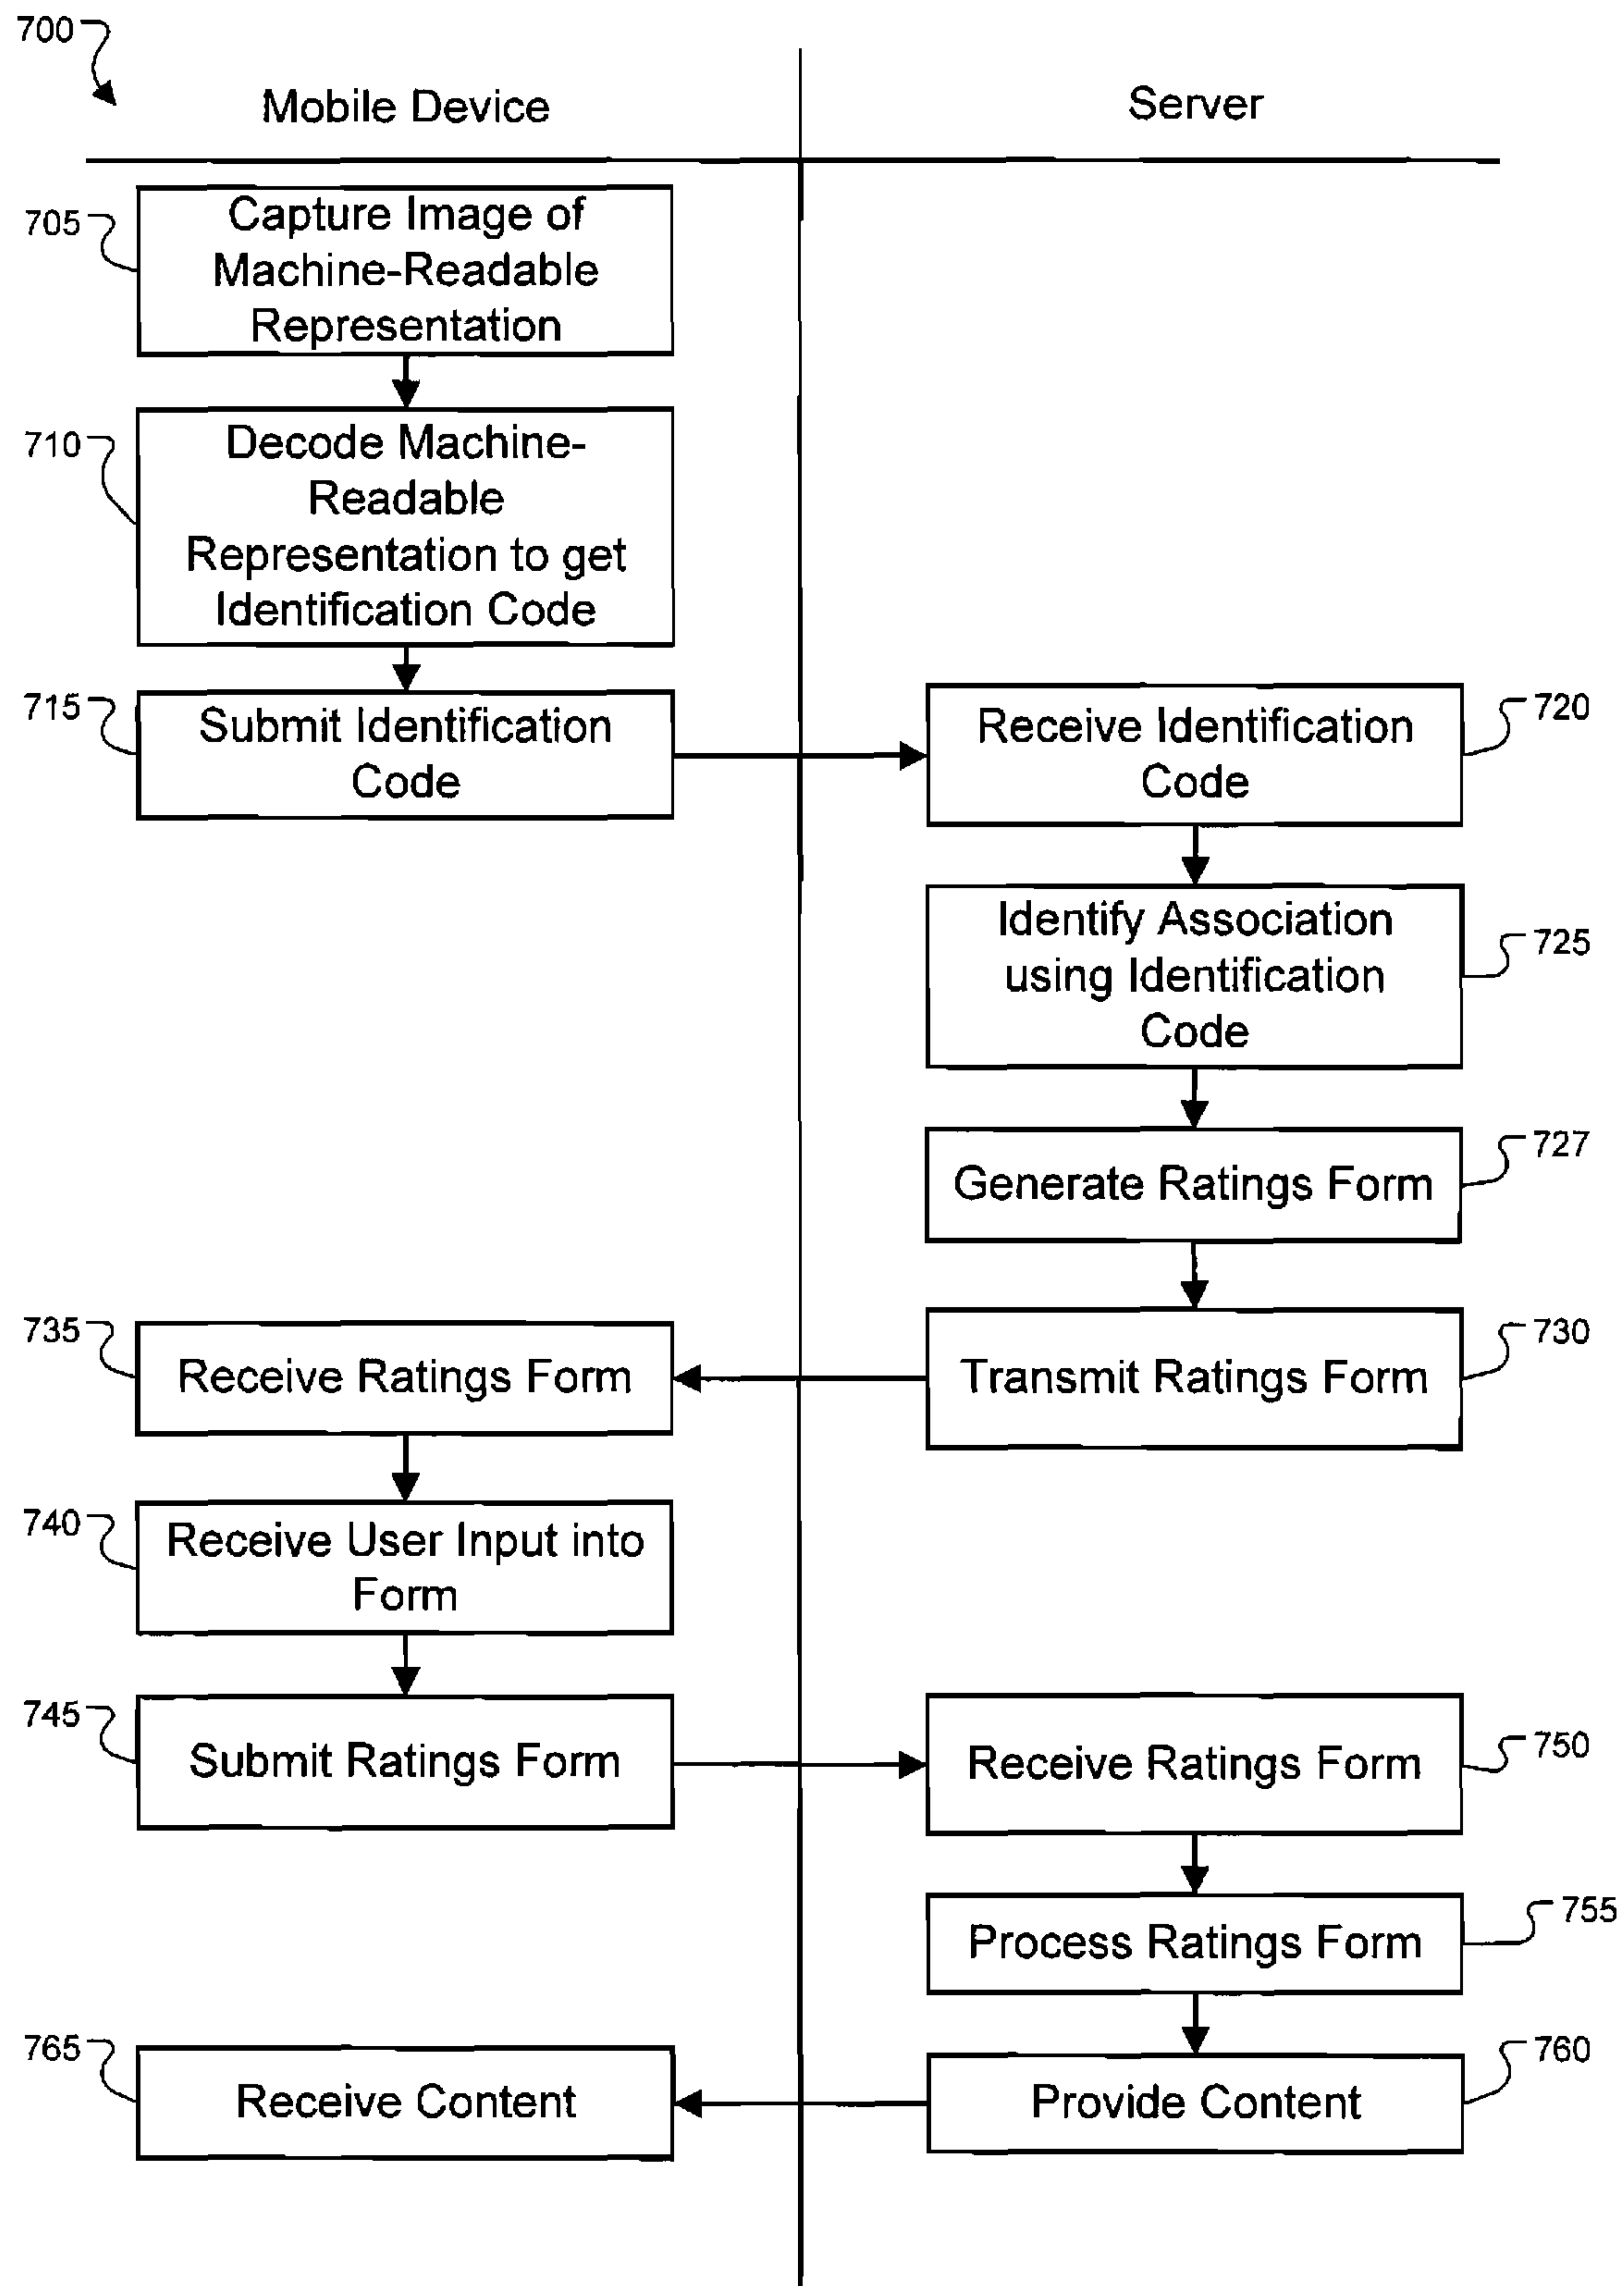 700
Mobile Device
Server
705
Capture Image of
Machine-Readable
Representation
710
Decode Machine-
Readable
Representation to get
Identification Code
715
Submit Identification
Code
Receive Identification
Code
720
Identify Association
using Identification
Code
725
Generate Ratings Form
727
Transmit Ratings Form
730
735
Receive Ratings Form
740
Receive User Input into
Form
745
Submit Ratings Form
Receive Ratings Form
750
Process Ratings Form
755
Provide Content
760
765
Receive Content